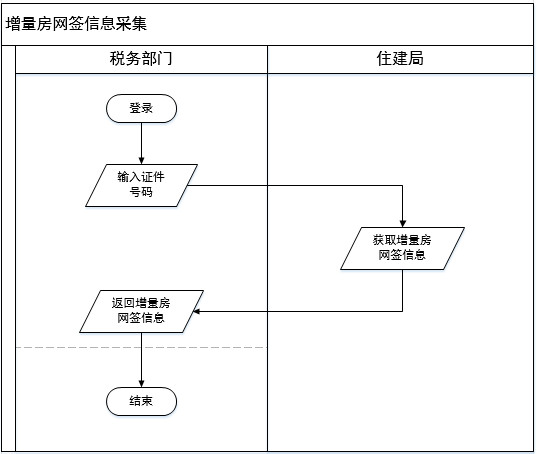 增量房网签信息采集
税务部门
住建局
登录
输入证件
号码
获取增量房
网签信息
返回增量房
网签信息
结束